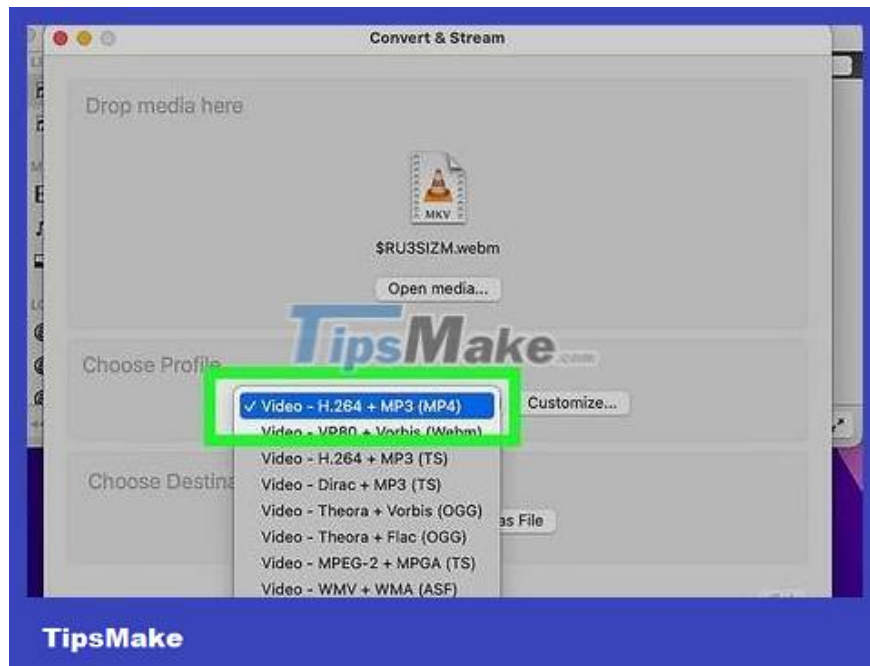 Convert & Stream
Drop media here
MKV
$RU3SIZM.webm
Open media...
TipsMake.com
Choose Profile
✓ Video - H.264 + MP3 (MP4)
Customize...
Video - VP80 + Vorbis (Webm)
Video - H.264 + MP3 (TS)
Choose Destina
Video - Dirac + MP3 (TS)
Video - Theora + Vorbis (OGG)
as File
Video - Theora + Flac (OGG)
Video - MPEG-2 + MPGA (TS)
Video - WMV + WMA (ASF)
TipsMake